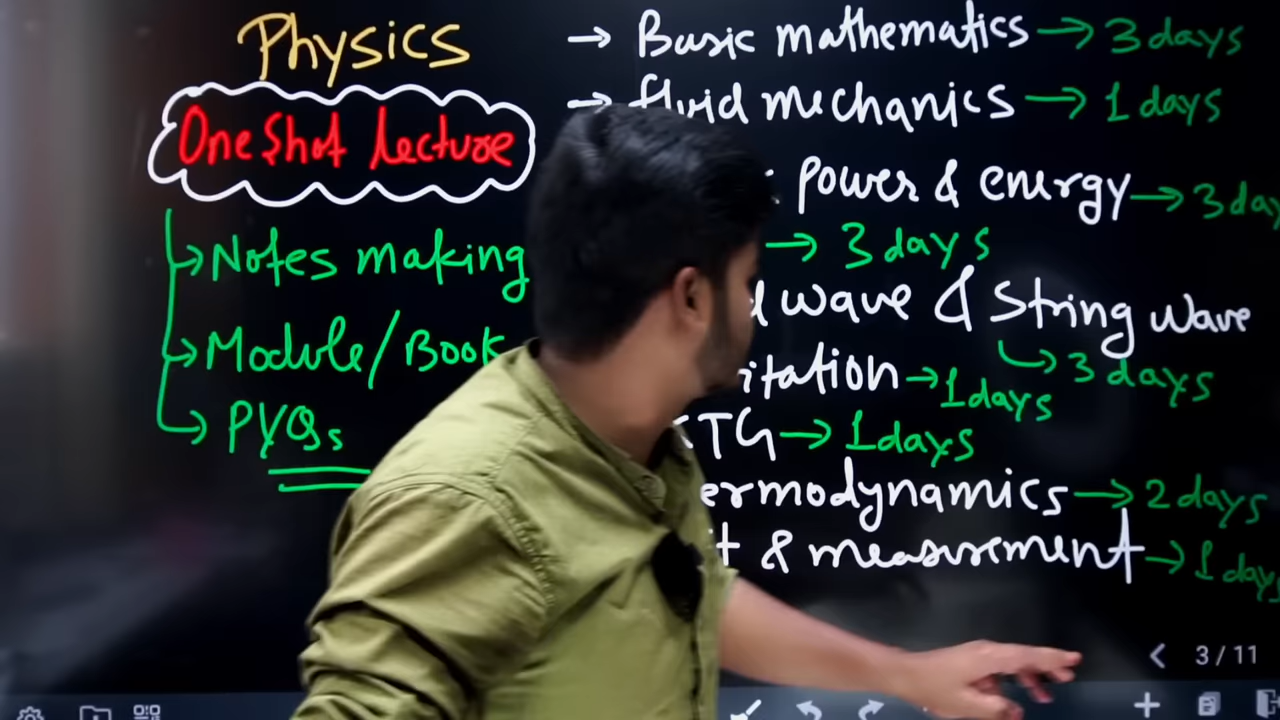 Physics
One Shot lecture
→ Notes making
→ Module/Book
→ PYQs
→ Basic mathematics → 3 days
→ fluid mechanics → 1 days
power & energy → 3 day
→ 3 days
wave & String wave
→ 3 days
itation → 1 days
TG → 1 days
ermodynamics → 2 days
& measurement → 1 days
< 3 / 11